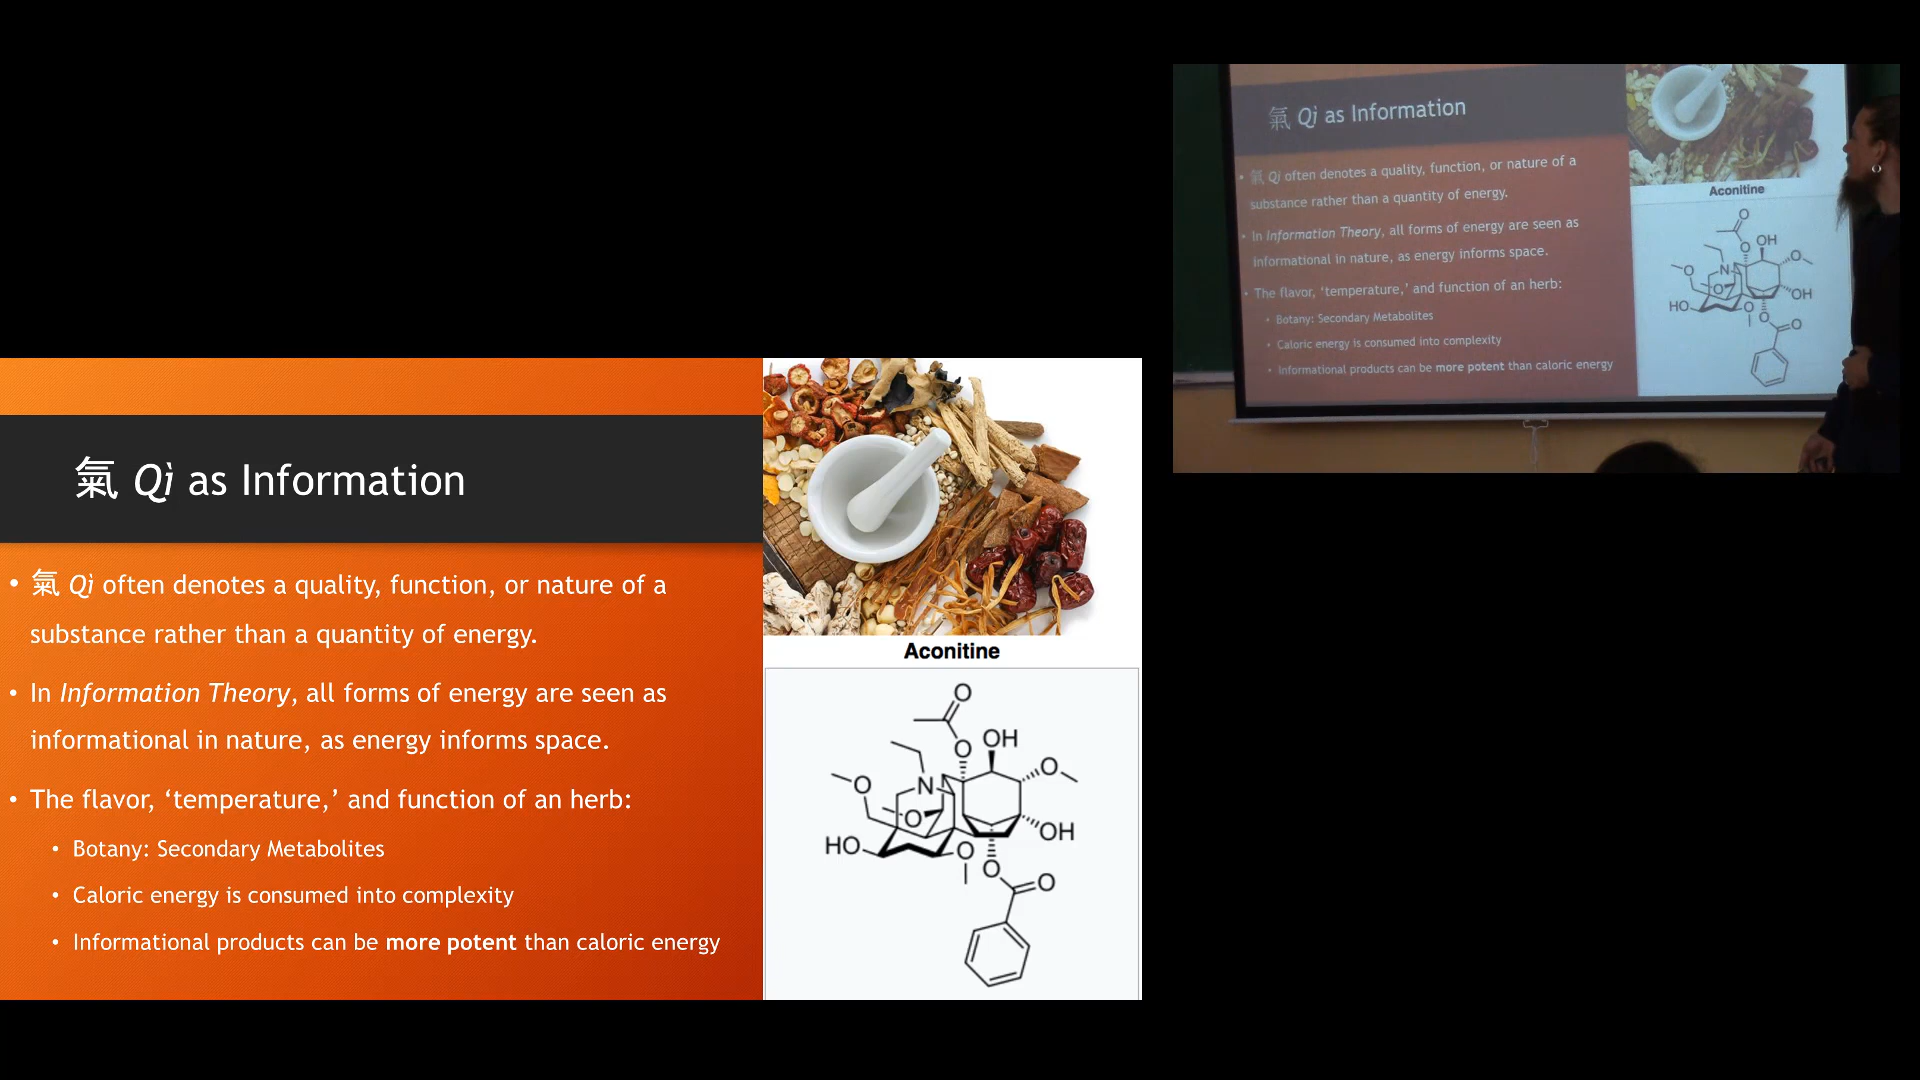 氣 Qì as Information
• 氣 Qì often denotes a quality, function, or nature of a
substance rather than a quantity of energy.
• In Information Theory, all forms of energy are seen as
informational in nature, as energy informs space.
• The flavor, ‘temperature,’ and function of an herb:
• Botany: Secondary Metabolites
• Caloric energy is consumed into complexity
• Informational products can be more potent than caloric energy
Aconitine
O
O
OH
O
N
O
O
HO
OH
O
O
O
氣 Qì as Information
• 氣 Qì often denotes a quality, function, or nature of a
substance rather than a quantity of energy.
• In Information Theory, all forms of energy are seen as
informational in nature, as energy informs space.
• The flavor, ‘temperature,’ and function of an herb:
• Botany: Secondary Metabolites
• Caloric energy is consumed into complexity
• Informational products can be more potent than caloric energy
Aconitine
O
O
OH
O
O
N
O
OH
HO
O
O
O